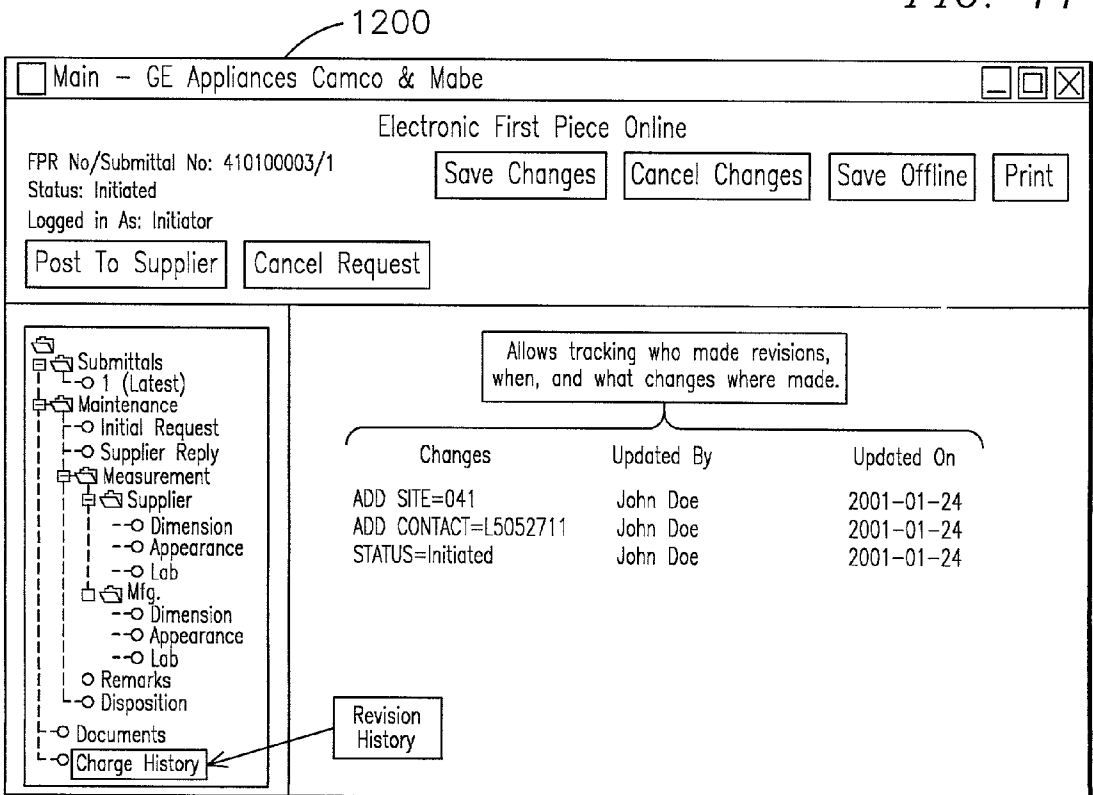 1200
Main – GE Appliances Camco & Mabe
Electronic First Piece Online
FPR No/Submittal No: 410100003/1
Status: Initiated
Logged in As: Initiator
Save Changes
Cancel Changes
Save Offline
Print
Post To Supplier
Cancel Request
Submittals
1 (Latest)
Maintenance
Initial Request
Supplier Reply
Measurement
Supplier
Dimension
Appearance
Lab
Mfg.
Dimension
Appearance
Lab
Remarks
Disposition
Documents
Charge History
Revision
History
Allows tracking who made revisions,
when, and what changes where made.
Changes Updated By Updated On
ADD SITE=041 John Doe 2001–01–24
ADD CONTACT=L5052711 John Doe 2001–01–24
STATUS=Initiated John Doe 2001–01–24